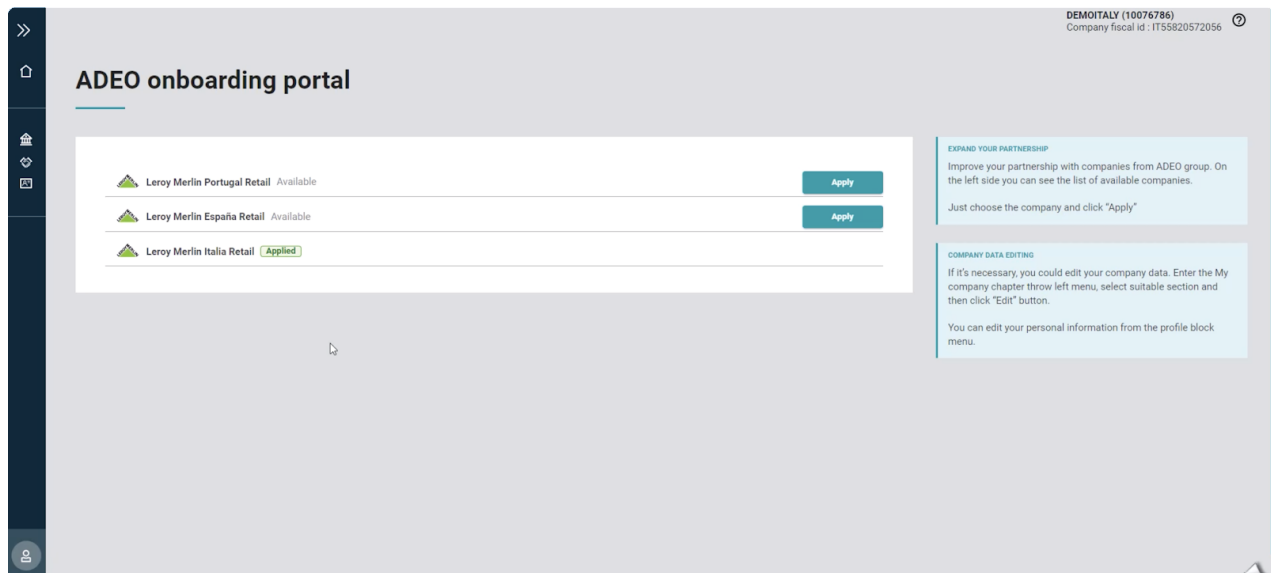 DEMOITALY (10076786)
Company fiscal id : IT55820572056
ADEO onboarding portal
Leroy Merlin Portugal Retail Available
Apply
Leroy Merlin España Retail Available
Apply
Leroy Merlin Italia Retail Applied
EXPAND YOUR PARTNERSHIP
Improve your partnership with companies from ADEO group. On
the left side you can see the list of available companies.
Just choose the company and click “Apply”
COMPANY DATA EDITING
If it’s necessary, you could edit your company data. Enter the My
company chapter throw left menu, select suitable section and
then click “Edit” button.
You can edit your personal information from the profile block
menu.